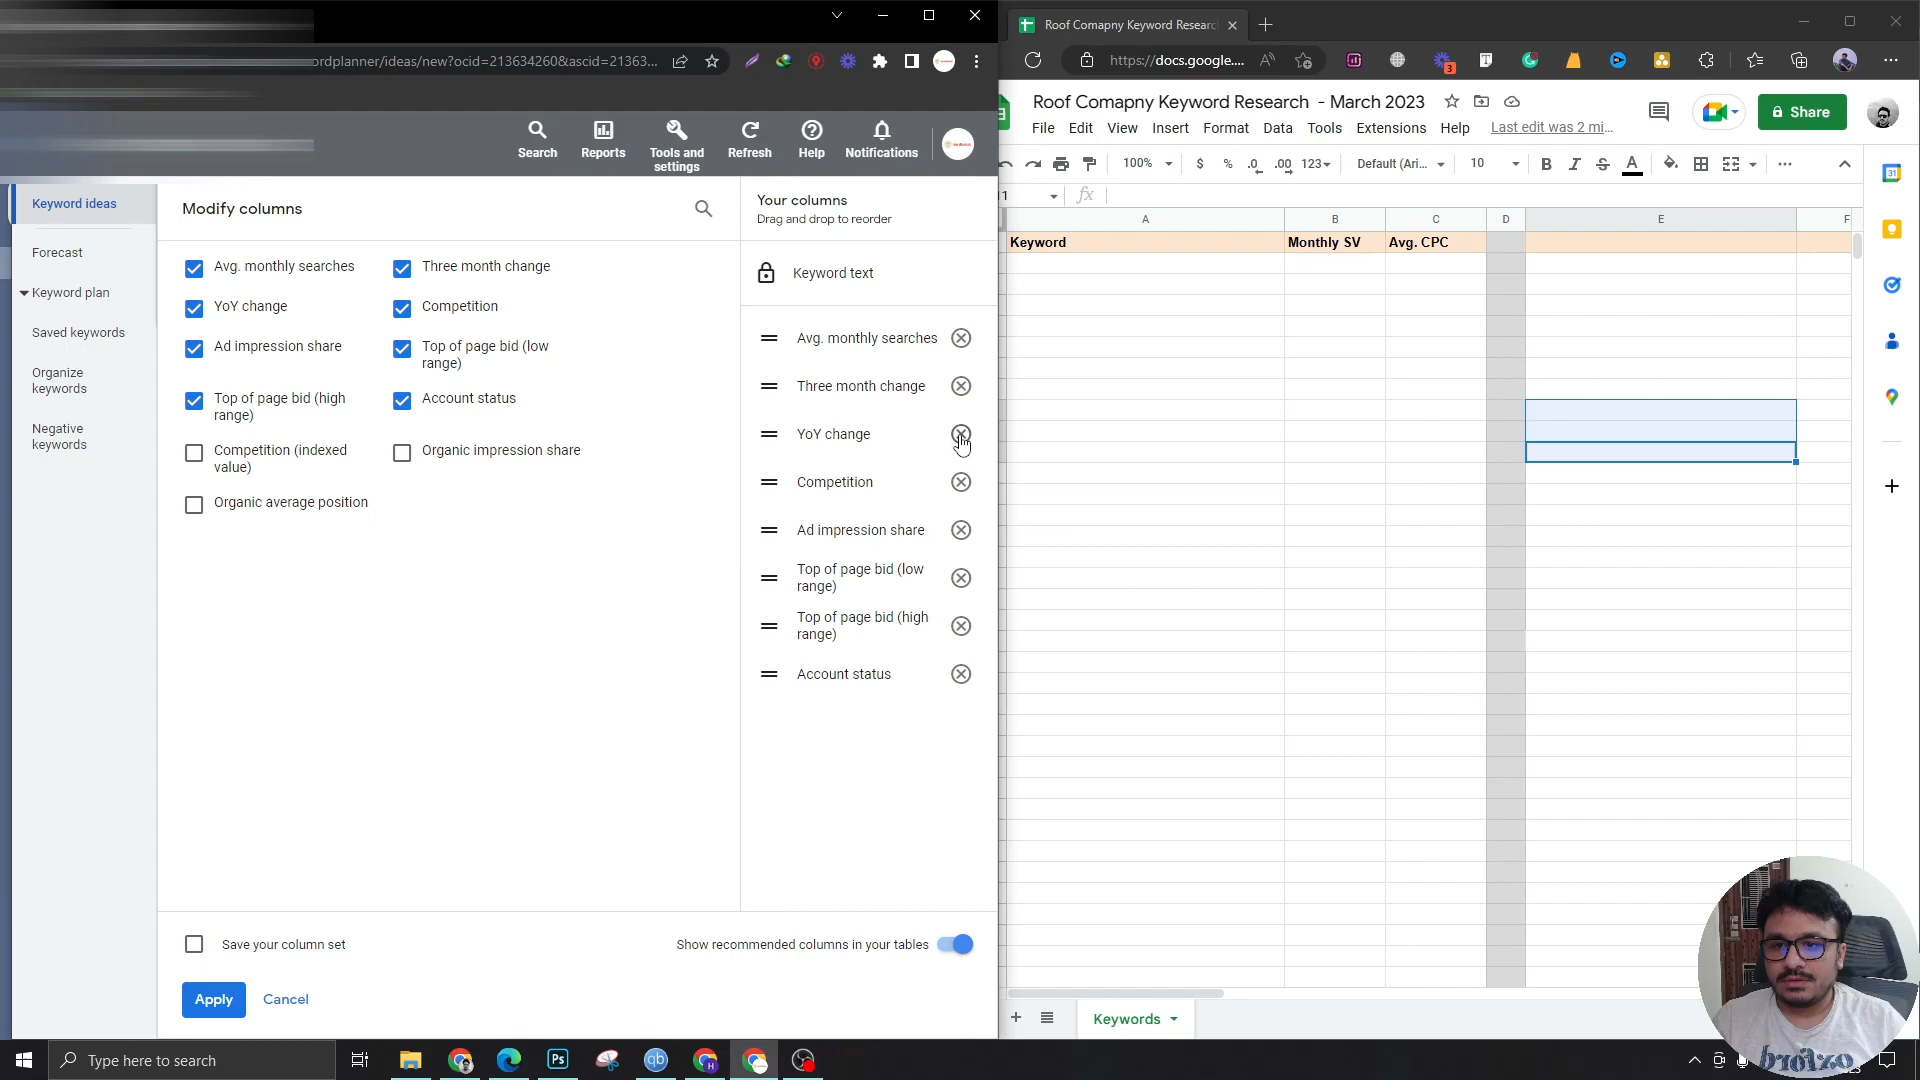 ordplanner/ideas/new?ocid=213634260&ascid=21363...
Search
Reports
Tools and
settings
Refresh
Help
Notifications
Keyword ideas
Forecast
Keyword plan
Saved keywords
Organize
keywords
Negative
keywords
Modify columns
Avg. monthly searches
Three month change
YoY change
Competition
Ad impression share
Top of page bid (low
range)
Top of page bid (high
range)
Account status
Competition (indexed
value)
Organic impression share
Organic average position
Your columns
Drag and drop to reorder
Keyword text
Avg. monthly searches
Three month change
YoY change
Competition
Ad impression share
Top of page bid (low
range)
Top of page bid (high
range)
Account status
Save your column set
Show recommended columns in your tables
Apply
Cancel
Roof Comapny Keyword Researc
https://docs.google....
3
Roof Comapny Keyword Research - March 2023
Share
File Edit View Insert Format Data Tools Extensions Help Last edit was 2 mi...
100% $ % .0 .00 123 Default (Ari... 10 B I S A
fx
A B C D E F
Keyword Monthly SV Avg. CPC
31
Keywords
Type here to search
Ps
qb
H